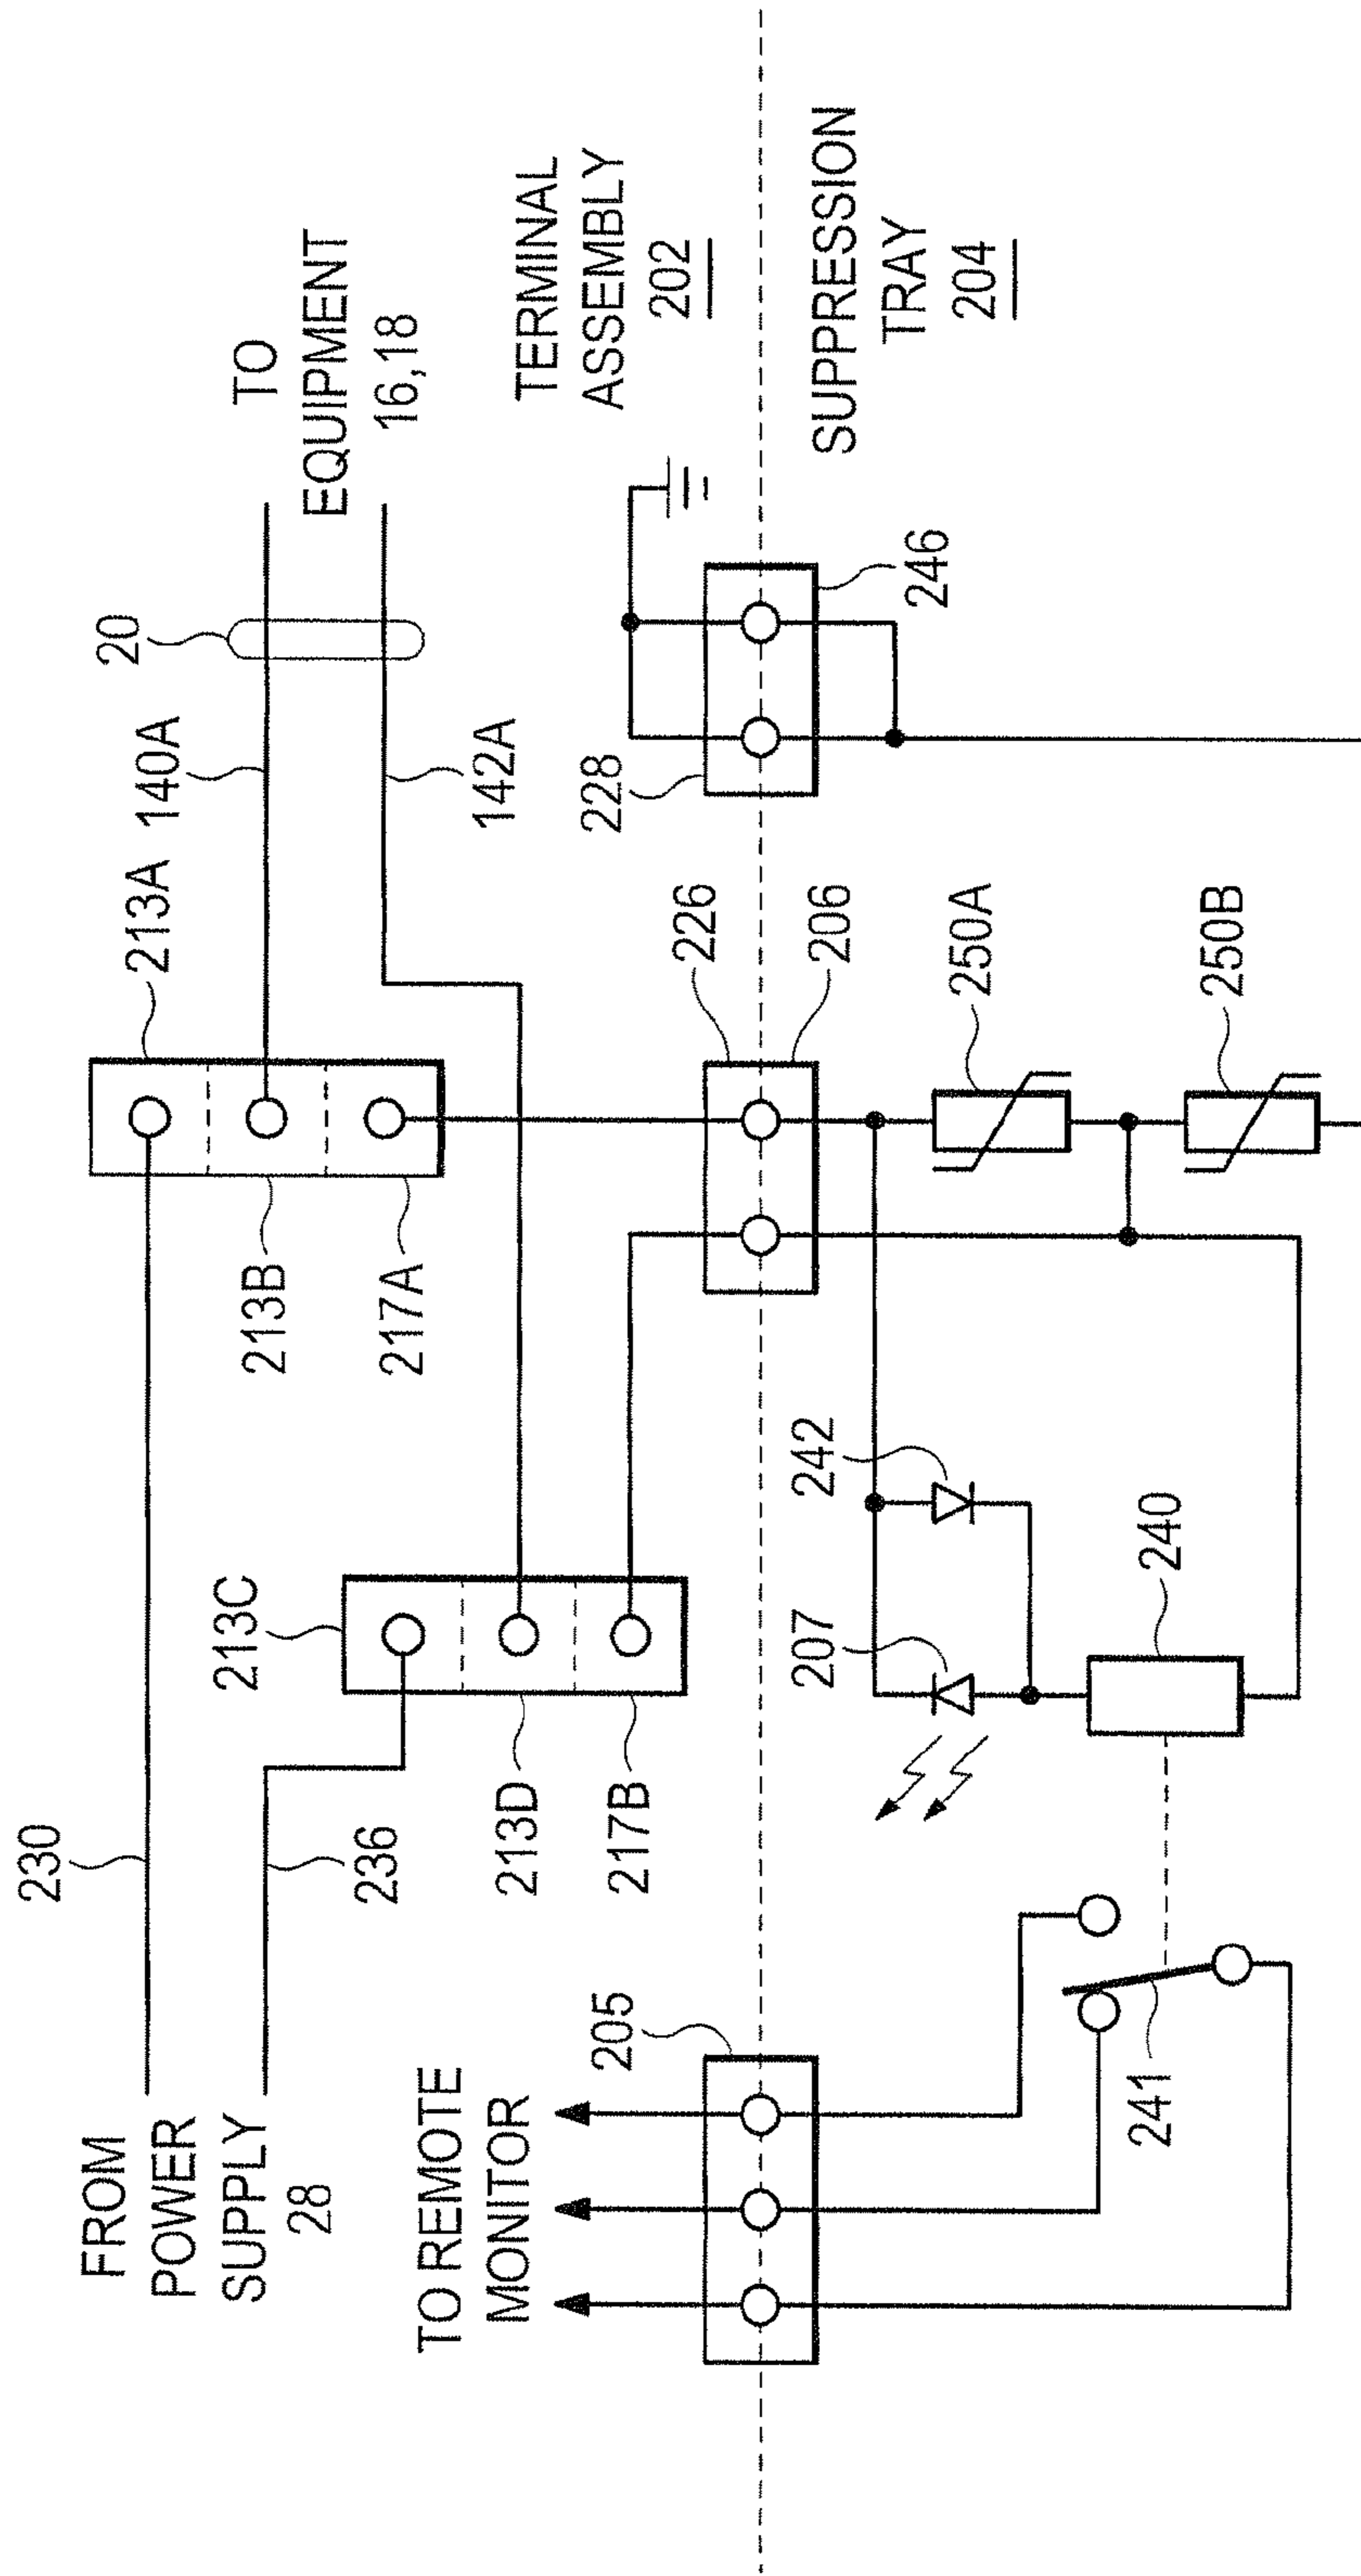 FROM
POWER
SUPPLY
28
230
236
213C
213D
217B
213A
213B
217A
140A
142A
20
TO
EQUIPMENT
16,18
TERMINAL
ASSEMBLY
202
TO REMOTE
MONITOR
205
226
206
228
246
SUPPRESSION
TRAY
204
207
242
240
241
250A
250B